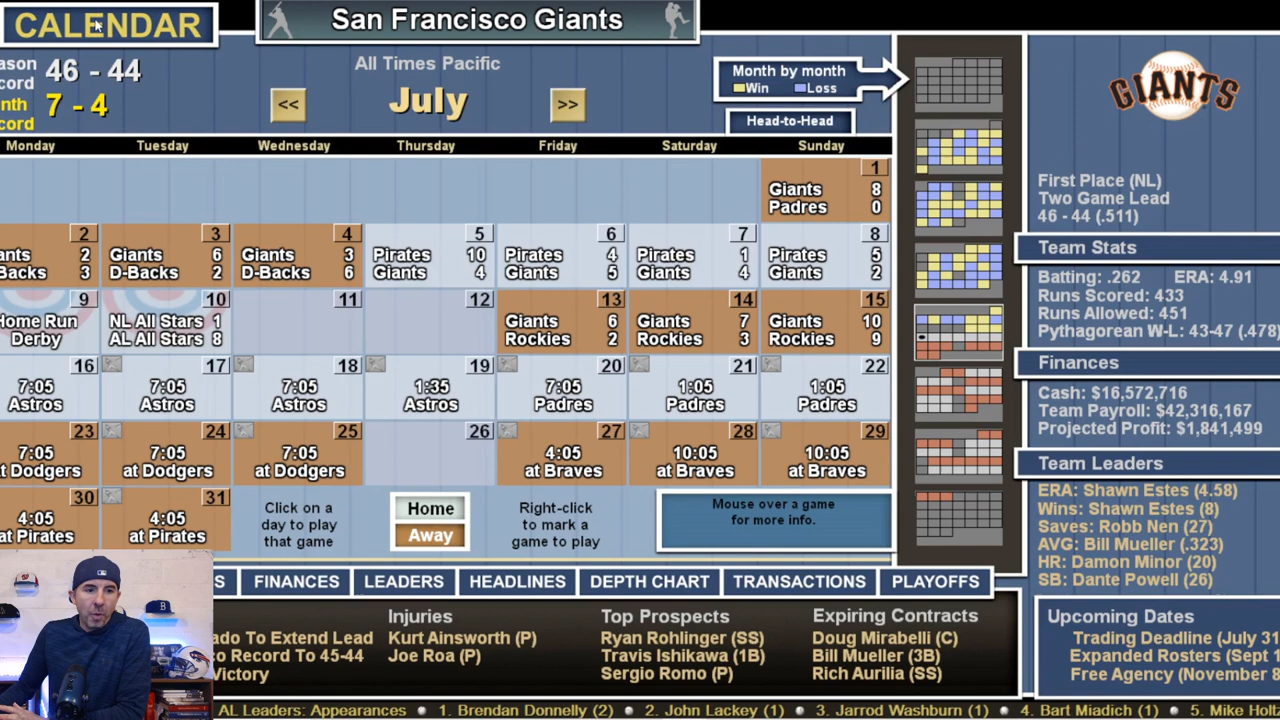 CALENDAR
San Francisco Giants
ason
cord 46 - 44
nth
cord 7 - 4
All Times Pacific
<< July >>
Month by month
Win Loss
Head-to-Head
GIANTS
Monday Tuesday Wednesday Thursday Friday Saturday Sunday
1
Giants 8
Padres 0
2 3 4 5 6 7 8
ants 2 Giants 6 Giants 3 Pirates 10 Pirates 4 Pirates 1 Pirates 5
Backs 3 D-Backs 2 D-Backs 6 Giants 4 Giants 5 Giants 4 Giants 2
9 10 11 12 13 14 15
Home Run NL All Stars 1 Giants 6 Giants 7 Giants 10
Derby AL All Stars 8 Rockies 2 Rockies 3 Rockies 9
16 17 18 19 20 21 22
7:05 7:05 7:05 1:35 7:05 1:05 1:05
Astros Astros Astros Astros Padres Padres Padres
23 24 25 26 27 28 29
7:05 7:05 7:05 4:05 10:05 10:05
at Dodgers at Dodgers at Dodgers at Braves at Braves at Braves
30 31
4:05 4:05
at Pirates at Pirates
Click on a
day to play
that game
Home
Away
Right-click
to mark a
game to play
Mouse over a game
for more info.
First Place (NL)
Two Game Lead
46 - 44 (.511)
Team Stats
Batting: .262 ERA: 4.91
Runs Scored: 433
Runs Allowed: 451
Pythagorean W-L: 43-47 (.478)
Finances
Cash: $16,572,716
Team Payroll: $42,316,167
Projected Profit: $1,841,499
Team Leaders
ERA: Shawn Estes (4.58)
Wins: Shawn Estes (8)
Saves: Robb Nen (27)
AVG: Bill Mueller (.323)
HR: Damon Minor (20)
SB: Dante Powell (26)
S FINANCES LEADERS HEADLINES DEPTH CHART TRANSACTIONS PLAYOFFS
ado To Extend Lead
co Record To 45-44
Victory
Injuries
Kurt Ainsworth (P)
Joe Roa (P)
Top Prospects
Ryan Rohlinger (SS)
Travis Ishikawa (1B)
Sergio Romo (P)
Expiring Contracts
Doug Mirabelli (C)
Bill Mueller (3B)
Rich Aurilia (SS)
Upcoming Dates
Trading Deadline (July 31
Expanded Rosters (Sept 1
Free Agency (November 8
AL Leaders: Appearances • 1. Brendan Donnelly (2) • 2. John Lackey (1) • 3. Jarrod Washburn (1) • 4. Bart Miadich (1) • 5. Mike Holtz